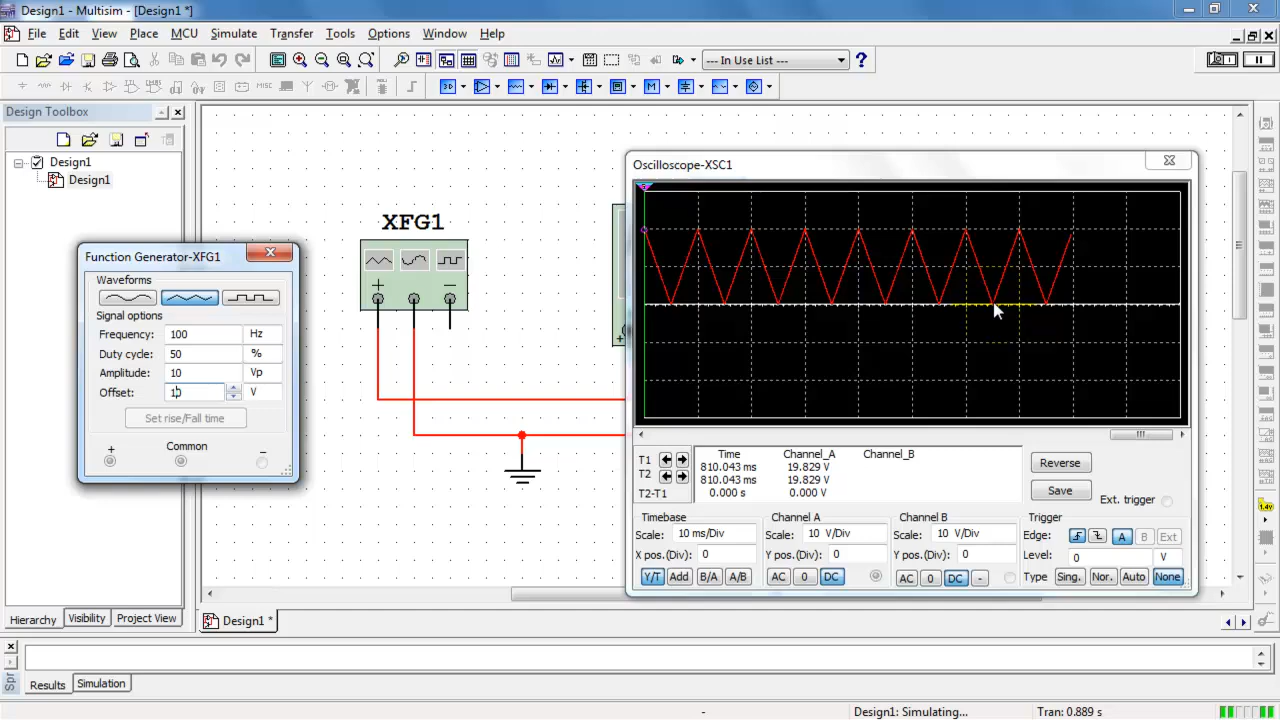 Design1 - Multisim - [Design1 *]
File Edit View Place MCU Simulate Transfer Tools Options Window Help
--- In Use List --- ?
MISC
Design Toolbox
Design1
Design1
XFG1
+ −
Function Generator-XFG1
Waveforms
Signal options
Frequency: 100 Hz
Duty cycle: 50 %
Amplitude: 10 Vp
Offset: 10 V
Set rise/Fall time
+ Common −
Oscilloscope-XSC1
T1
T2
T2-T1
Time Channel_A Channel_B
810.043 ms 19.829 V
810.043 ms 19.829 V
0.000 s 0.000 V
Reverse
Save
Ext. trigger
Timebase
Scale: 10 ms/Div
X pos.(Div): 0
Y/T Add B/A A/B
Channel A
Scale: 10 V/Div
Y pos.(Div): 0
AC 0 DC
Channel B
Scale: 10 V/Div
Y pos.(Div): 0
AC 0 DC -
Trigger
Edge: A B Ext
Level: 0 V
Type Sing. Nor. Auto None
1.4v
Hierarchy Visibility Project View
Design1 *
Spr
Results Simulation
- Design1: Simulating... Tran: 0.889 s